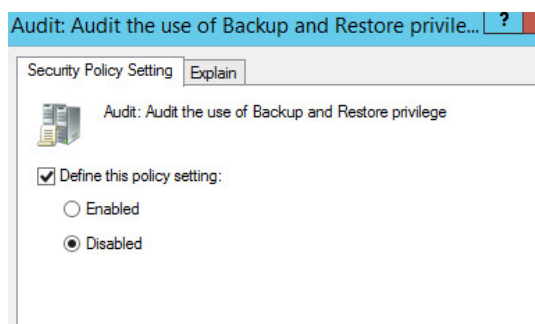 Audit: Audit the use of Backup and Restore privile... ?
Security Policy Setting Explain
Audit: Audit the use of Backup and Restore privilege
Define this policy setting:
Enabled
Disabled